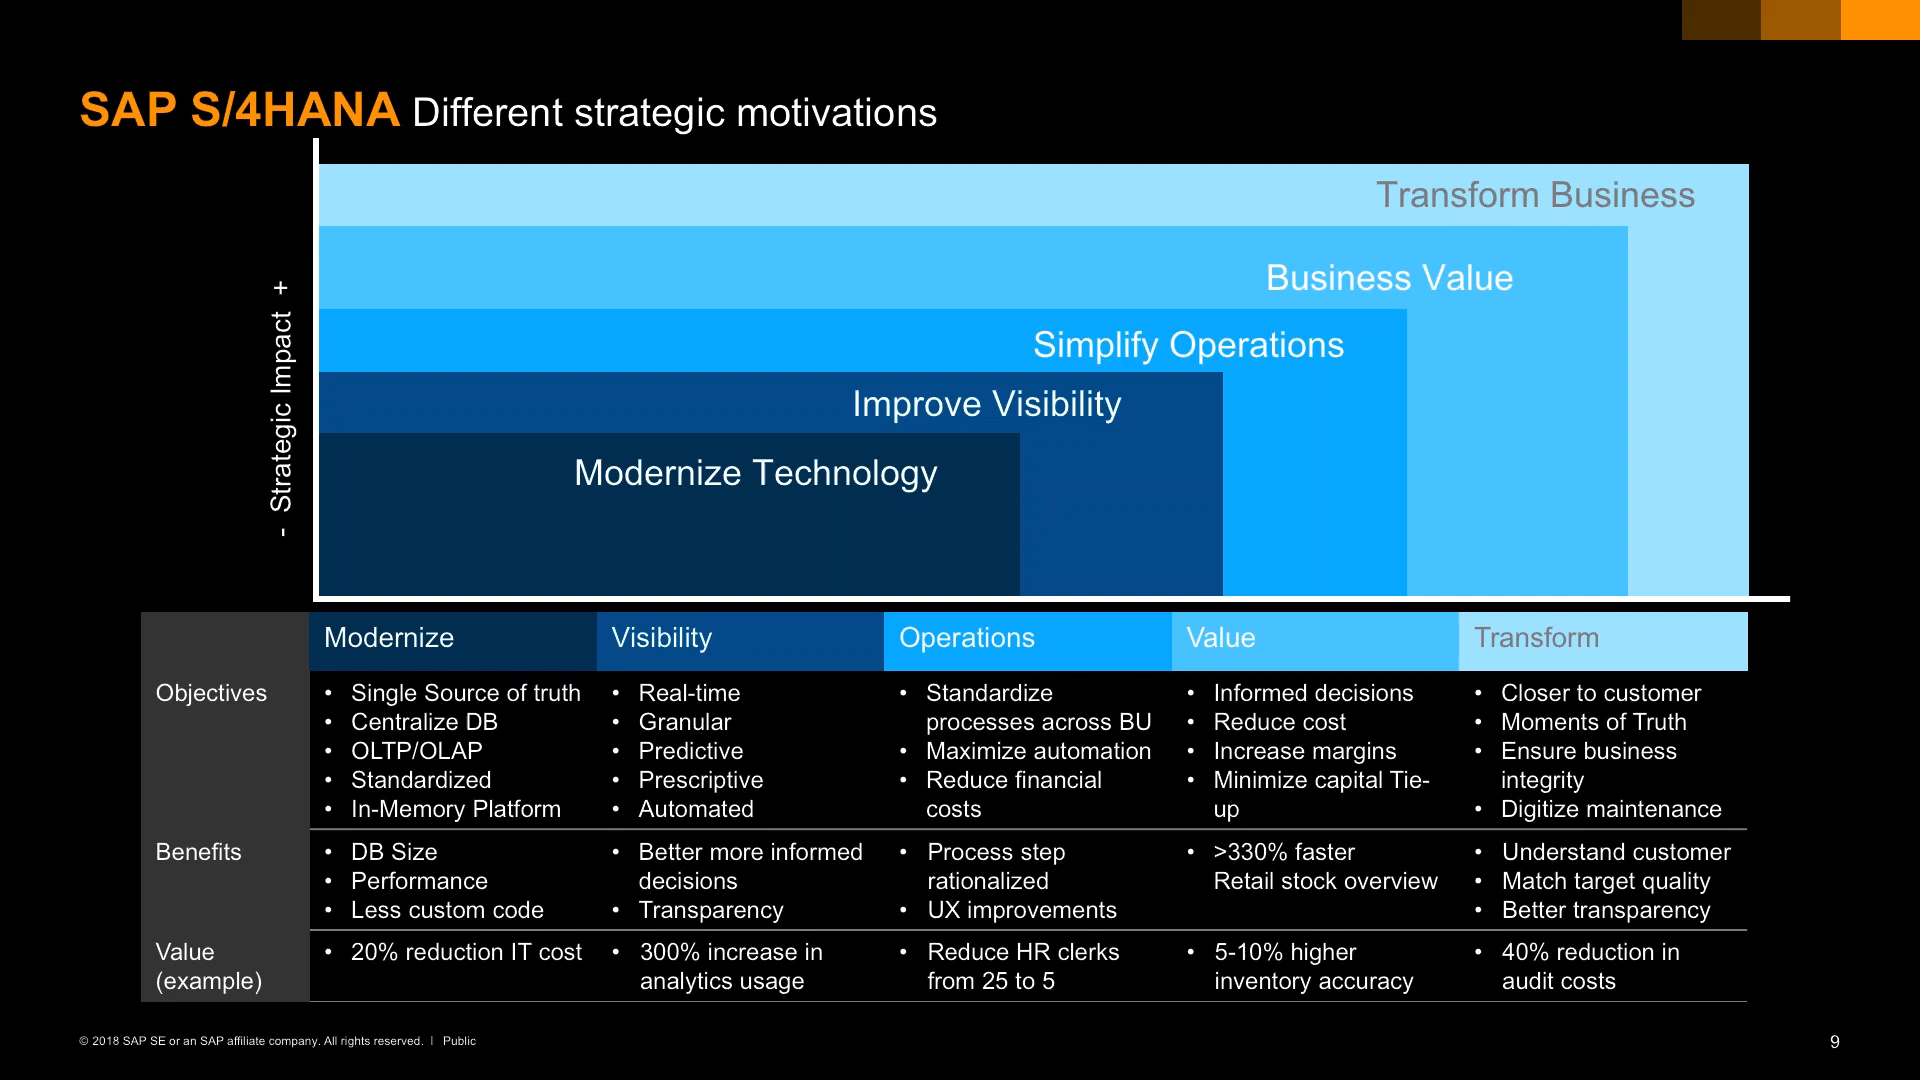 SAP S/4HANA Different strategic motivations
Transform Business
Business Value
Simplify Operations
Improve Visibility
Modernize Technology
- Strategic Impact +
Modernize Visibility Operations Value Transform
Objectives
• Single Source of truth
• Centralize DB
• OLTP/OLAP
• Standardized
• In-Memory Platform
• Real-time
• Granular
• Predictive
• Prescriptive
• Automated
• Standardize
processes across BU
• Maximize automation
• Reduce financial
costs
• Informed decisions
• Reduce cost
• Increase margins
• Minimize capital Tie-
up
• Closer to customer
• Moments of Truth
• Ensure business
integrity
• Digitize maintenance
Benefits
• DB Size
• Performance
• Less custom code
• Better more informed
decisions
• Transparency
• Process step
rationalized
• UX improvements
• >330% faster
Retail stock overview
• Understand customer
• Match target quality
• Better transparency
Value
(example)
• 20% reduction IT cost
• 300% increase in
analytics usage
• Reduce HR clerks
from 25 to 5
• 5-10% higher
inventory accuracy
• 40% reduction in
audit costs
© 2018 SAP SE or an SAP affiliate company. All rights reserved. | Public
9